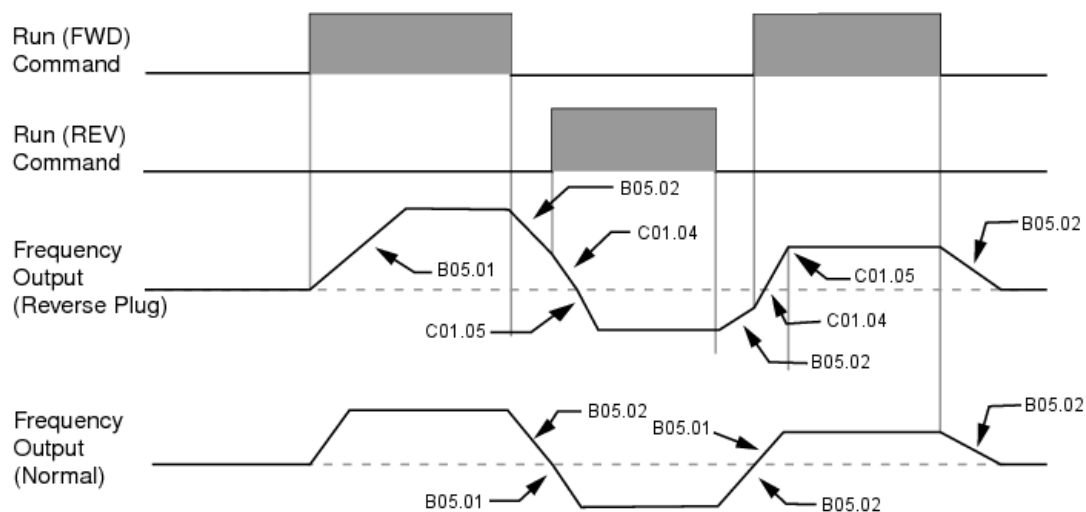 Run (FWD)
Command
Run (REV)
Command
B05.02
C01.04
B05.02
Frequency
Output
(Reverse Plug)
B05.01
C01.05
C01.05
C01.04
B05.02
Frequency
Output
(Normal)
B05.02
B05.01
B05.02
B05.01
B05.02